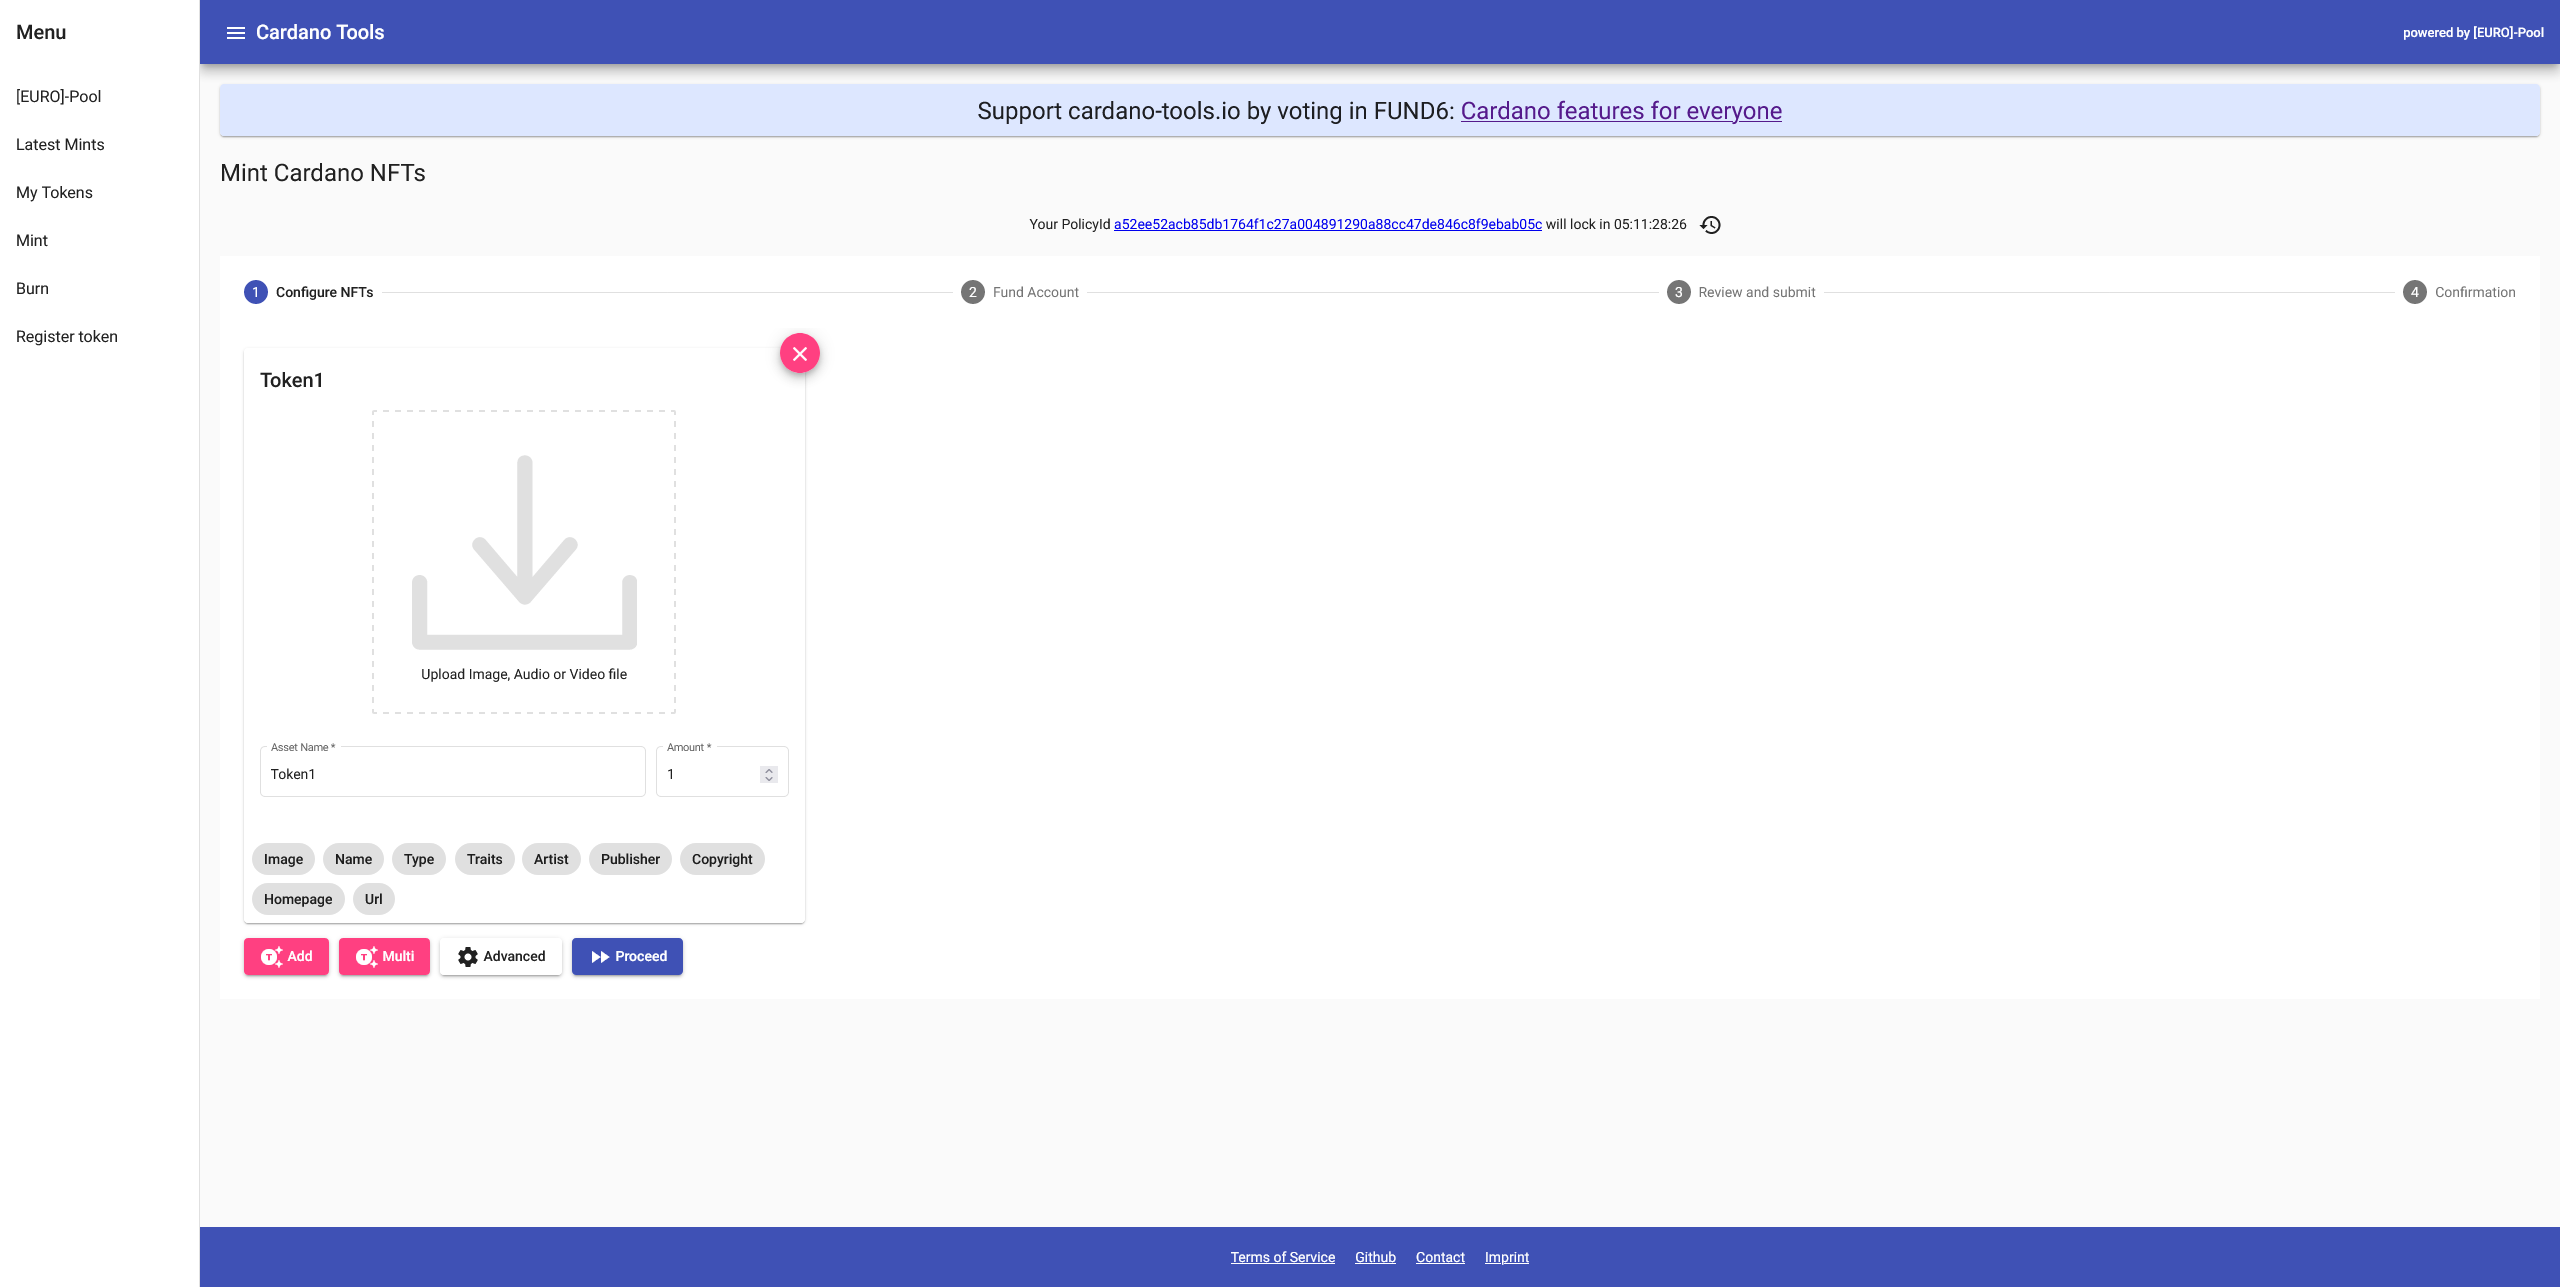 Menu
[EURO]-Pool
Latest Mints
My Tokens
Mint
Burn
Register token
Cardano Tools
powered by [EURO]-Pool
Support cardano-tools.io by voting in FUND6: Cardano features for everyone
Mint Cardano NFTs
Your PolicyId a52ee52acb85db1764f1c27a004891290a88cc47de846c8f9ebab05c will lock in 05:11:28:26
1 Configure NFTs
2 Fund Account
3 Review and submit
4 Confirmation
Token1
Upload Image, Audio or Video file
Asset Name *
Token1
Amount *
1
Image Name Type Traits Artist Publisher Copyright
Homepage Url
Add Multi Advanced Proceed
Terms of Service Github Contact Imprint